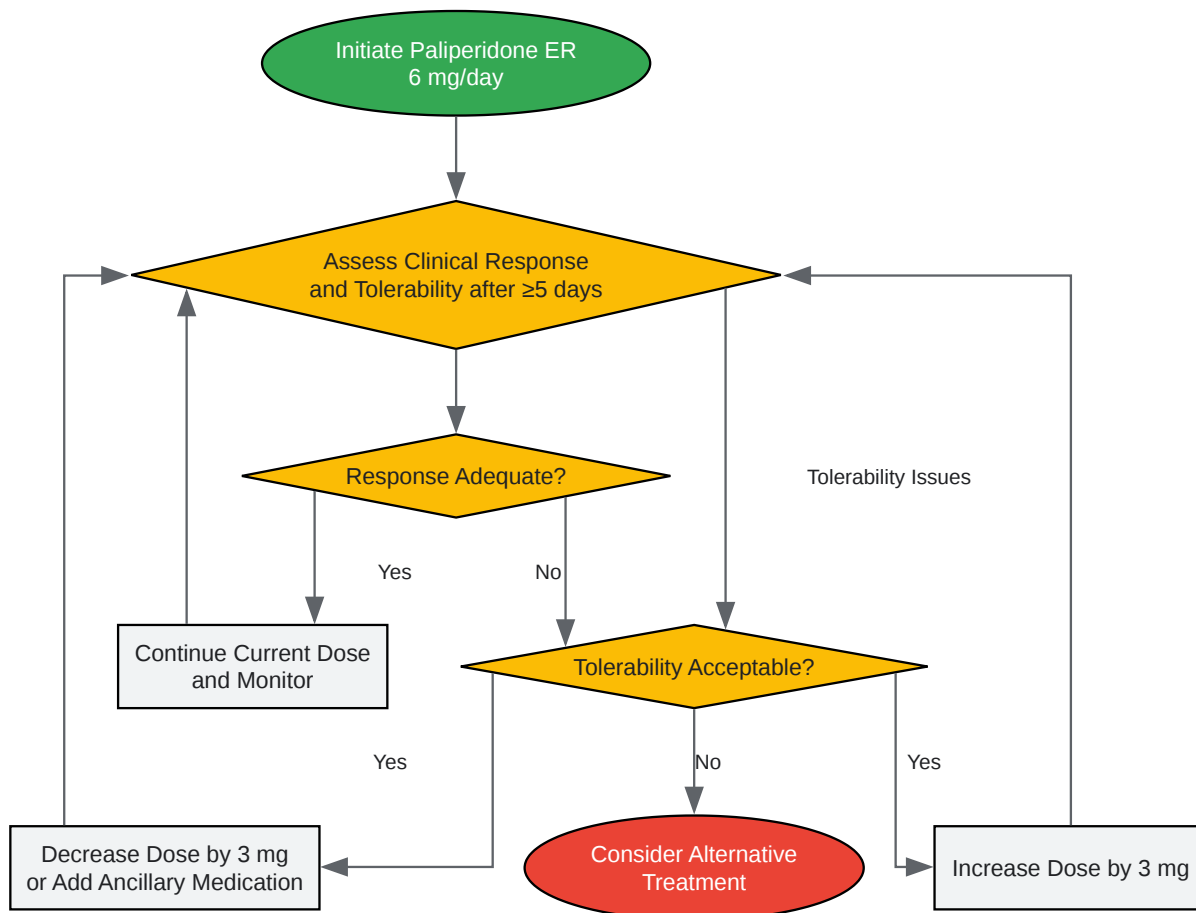 Initiate Paliperidone ER
6 mg/day
Assess Clinical Response
and Tolerability after ≥5 days
Response Adequate?
Tolerability Issues
Yes
No
Continue Current Dose
and Monitor
Tolerability Acceptable?
Yes
No
Yes
Decrease Dose by 3 mg
or Add Ancillary Medication
Consider Alternative
Treatment
Increase Dose by 3 mg